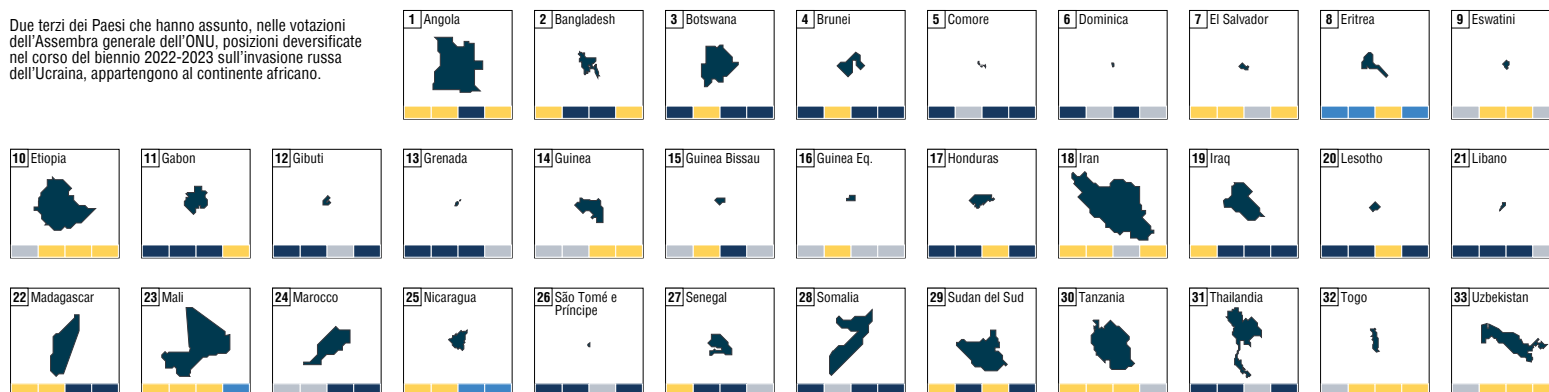 Due terzi dei Paesi che hanno assunto, nelle votazioni
dell'Assembra generale dell'ONU, posizioni deversificate
nel corso del biennio 2022-2023 sull'invasione russa
dell'Ucraina, appartengono al continente africano.
1 Angola
2 Bangladesh
3 Botswana
4 Brunei
5 Comore
6 Dominica
7 El Salvador
8 Eritrea
9 Eswatini
10 Etiopia
11 Gabon
12 Gibuti
13 Grenada
14 Guinea
15 Guinea Bissau
16 Guinea Eq.
17 Honduras
18 Iran
19 Iraq
20 Lesotho
21 Libano
22 Madagascar
23 Mali
24 Marocco
25 Nicaragua
26 São Tomé e
Príncipe
27 Senegal
28 Somalia
29 Sudan del Sud
30 Tanzania
31 Thailandia
32 Togo
33 Uzbekistan